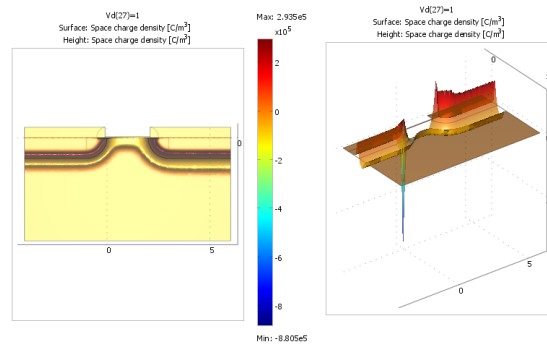 Vd(27)=1
Surface: Space charge density [C/m³]
Height: Space charge density [C/m³]
0
0
5
Max: 2.935e5
×10⁵
2
0
-2
-4
-6
-8
Min: -8.805e5
Vd(27)=1
Surface: Space charge density [C/m³]
Height: Space charge density [C/m³]
0
5
0